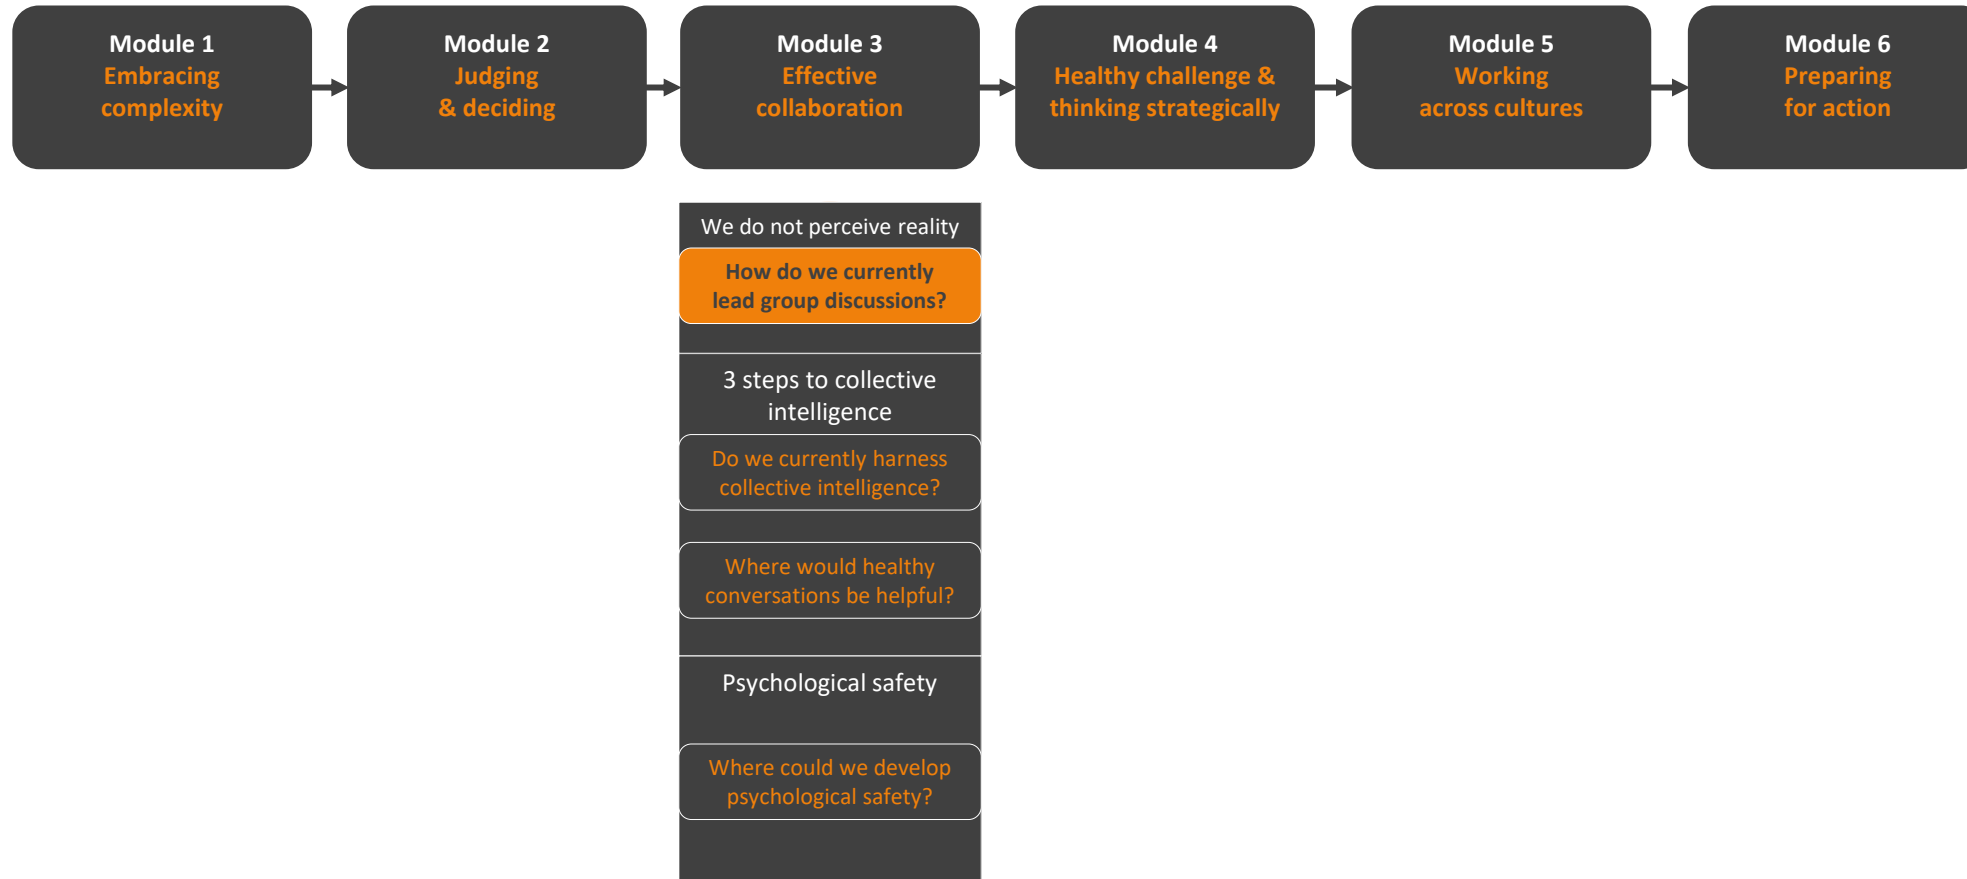 Module 1
Embracing
complexity
Module 2
Judging
& deciding
Module 3
Effective
collaboration
Module 4
Healthy challenge &
thinking strategically
Module 5
Working
across cultures
Module 6
Preparing
for action
We do not perceive reality
How do we currently
lead group discussions?
3 steps to collective
intelligence
Do we currently harness
collective intelligence?
Where would healthy
conversations be helpful?
Psychological safety
Where could we develop
psychological safety?